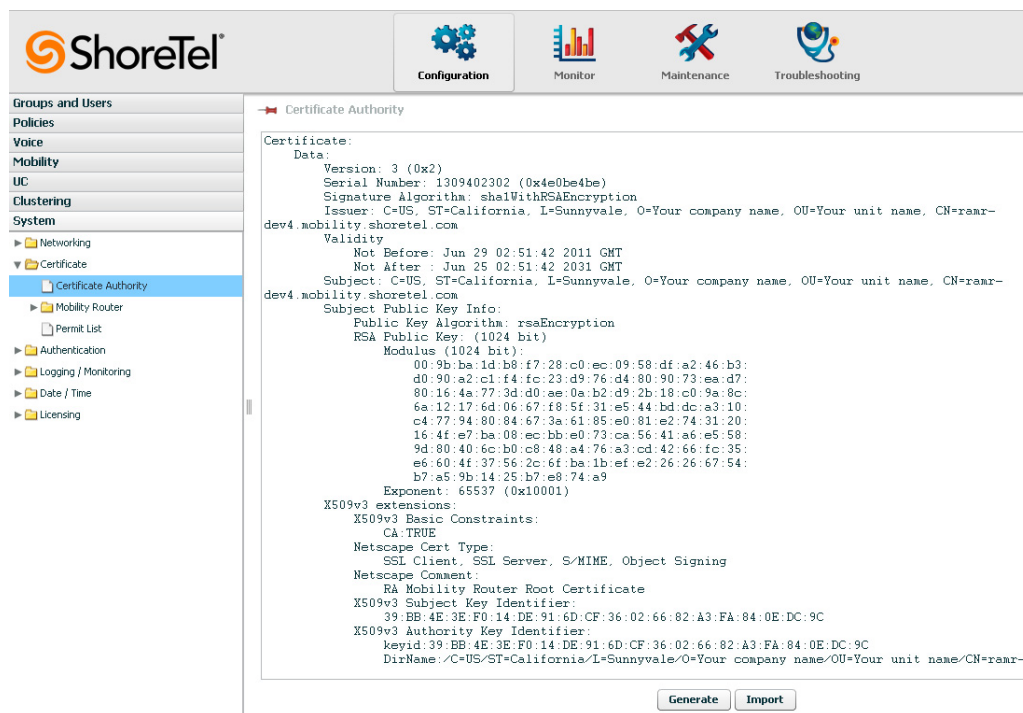 ShoreTel®
Configuration
Monitor
Maintenance
Troubleshooting
Groups and Users
Policies
Voice
Mobility
UC
Clustering
System
Networking
Certificate
Certificate Authority
Mobility Router
Permit List
Authentication
Logging / Monitoring
Date / Time
Licensing
Certificate Authority
Certificate:
Data:
Version: 3 (0x2)
Serial Number: 1309402302 (0x4e0be4be)
Signature Algorithm: sha1WithRSAEncryption
Issuer: C=US, ST=California, L=Sunnyvale, O=Your company name, OU=Your unit name, CN=ramr-
dev4.mobility.shoretel.com
Validity
Not Before: Jun 29 02:51:42 2011 GMT
Not After : Jun 25 02:51:42 2031 GMT
Subject: C=US, ST=California, L=Sunnyvale, O=Your company name, OU=Your unit name, CN=ramr-
dev4.mobility.shoretel.com
Subject Public Key Info:
Public Key Algorithm: rsaEncryption
RSA Public Key: (1024 bit)
Modulus (1024 bit):
00:9b:ba:1d:b8:f7:28:c0:ec:09:58:df:a2:46:b3:
d0:90:a2:c1:f4:fc:23:d9:76:d4:80:90:73:ea:d7:
80:16:4a:77:3d:d0:ae:0a:b2:d9:2b:18:c0:9a:8c:
6a:12:17:6d:06:67:f8:5f:31:e5:44:bd:dc:a3:10:
c4:77:94:80:84:67:3a:61:85:e0:81:e2:74:31:20:
16:4f:e7:ba:08:ec:bb:e0:73:ca:56:41:a6:e5:58:
9d:80:40:6c:b0:c8:48:a4:76:a3:cd:42:66:fc:35:
e6:60:4f:37:56:2c:6f:ba:1b:ef:e2:26:26:67:54:
b7:a5:9b:14:25:b7:e8:74:a9
Exponent: 65537 (0x10001)
X509v3 extensions:
X509v3 Basic Constraints:
CA:TRUE
Netscape Cert Type:
SSL Client, SSL Server, S/MIME, Object Signing
Netscape Comment:
RA Mobility Router Root Certificate
X509v3 Subject Key Identifier:
39:BB:4E:3E:F0:14:DE:91:6D:CF:36:02:66:82:A3:FA:84:0E:DC:9C
X509v3 Authority Key Identifier:
keyid:39:BB:4E:3E:F0:14:DE:91:6D:CF:36:02:66:82:A3:FA:84:0E:DC:9C
DirName:/C=US/ST=California/L=Sunnyvale/O=Your company name/OU=Your unit name/CN=ramr-
Generate
Import